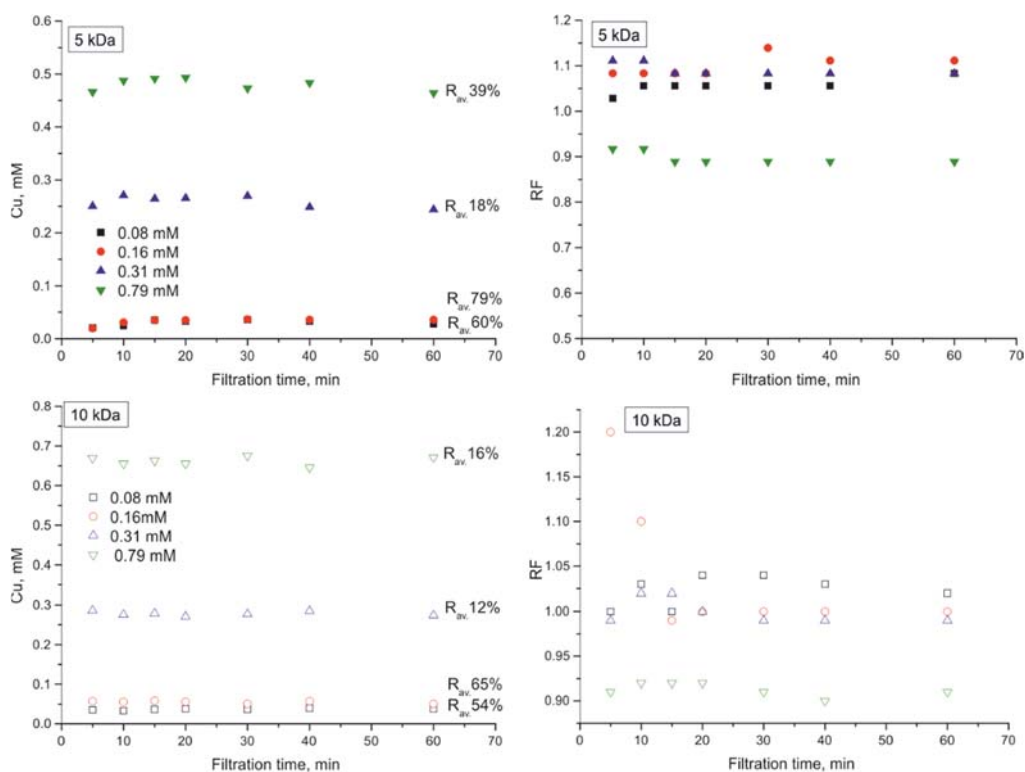 5 kDa
0.6
0.5
0.4
0.3
0.2
0.1
0.0
Cu, mM
0.08 mM
0.16 mM
0.31 mM
0.79 mM
Rav.39%
Rav.18%
Rav.79%
Rav.60%
0 10 20 30 40 50 60 70
Filtration time, min
5 kDa
1.2
1.1
1.0
0.9
0.8
0.7
0.6
0.5
RF
0 10 20 30 40 50 60 70
Filtration time, min
10 kDa
0.8
0.7
0.6
0.5
0.4
0.3
0.2
0.1
0.0
Cu, mM
0.08 mM
0.16mM
0.31 mM
0.79 mM
Rav.16%
Rav.12%
Rav.65%
Rav.54%
0 10 20 30 40 50 60 70
Filtration time, min
10 kDa
1.20
1.15
1.10
1.05
1.00
0.95
0.90
RF
0 10 20 30 40 50 60 70
Filtration time, min